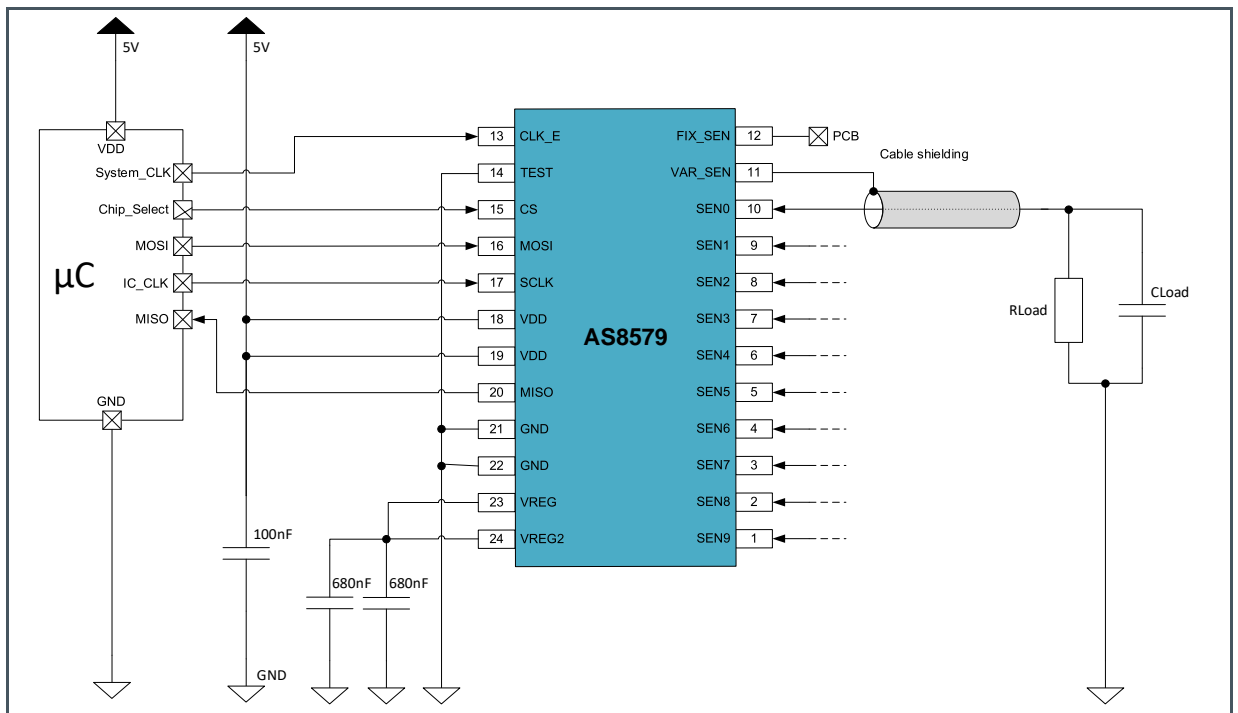 5V
5V
VDD
System_CLK
Chip_Select
MOSI
µC
IC_CLK
MISO
GND
100nF
GND
680nF
680nF
13 CLK_E
14 TEST
15 CS
16 MOSI
17 SCLK
18 VDD
19 VDD
20 MISO
21 GND
22 GND
23 VREG
24 VREG2
AS8579
FIX_SEN 12 PCB
VAR_SEN 11
SEN0 10
SEN1 9
SEN2 8
SEN3 7
SEN4 6
SEN5 5
SEN6 4
SEN7 3
SEN8 2
SEN9 1
Cable shielding
RLoad
CLoad